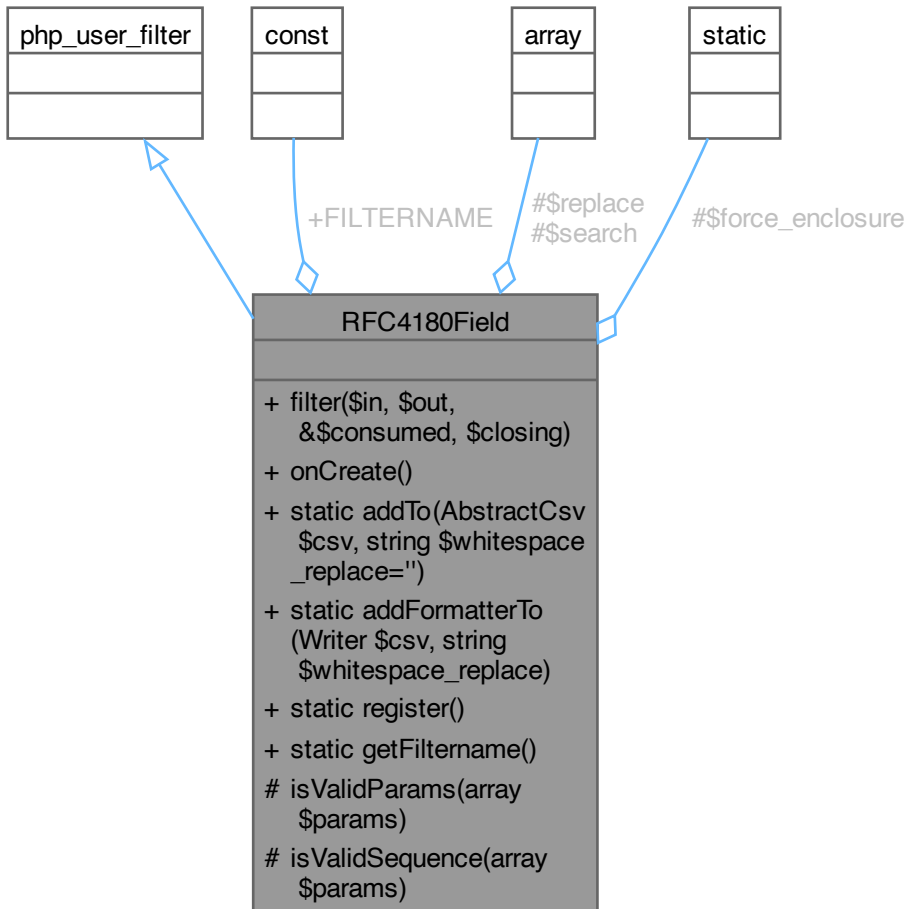 php_user_filter
const
array
static
+FILTERNAME
#$replace
#$search
#$force_enclosure
RFC4180Field
+ filter($in, $out,
&$consumed, $closing)
+ onCreate()
+ static addTo(AbstractCsv
$csv, string $whitespace
_replace='')
+ static addFormatterTo
(Writer $csv, string
$whitespace_replace)
+ static register()
+ static getFiltername()
# isValidParams(array
$params)
# isValidSequence(array
$params)